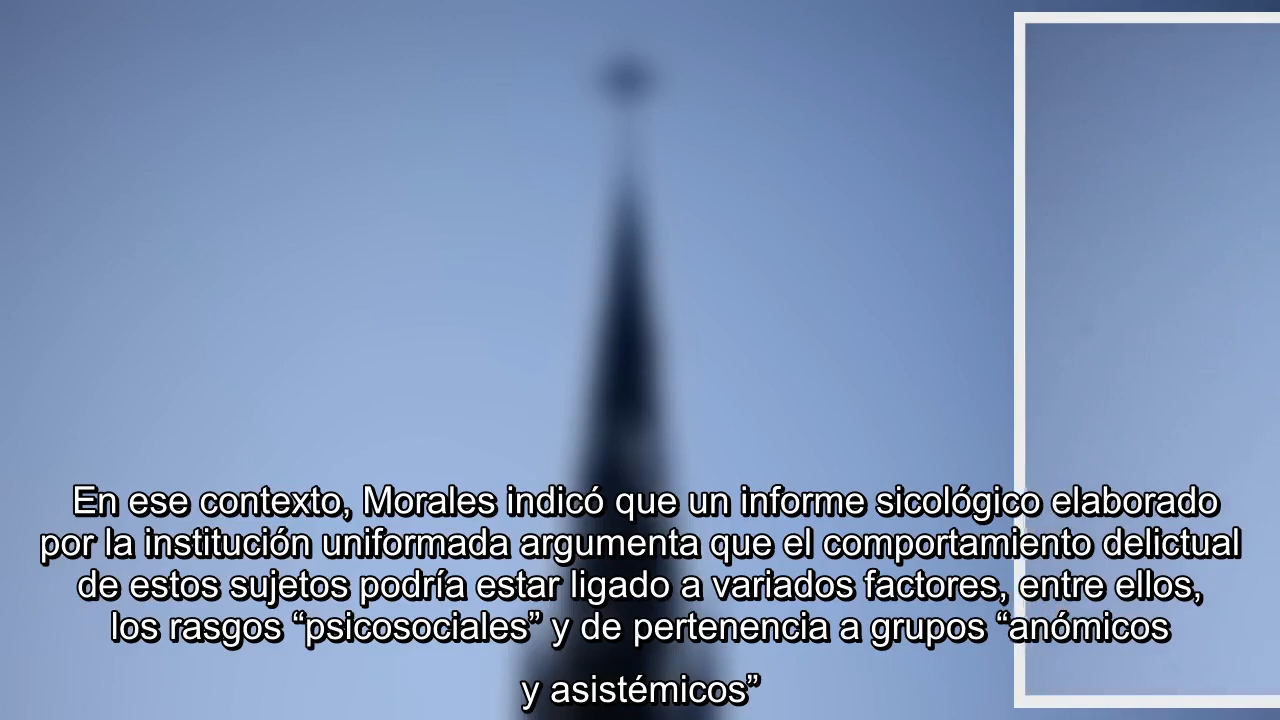 En ese contexto, Morales indicó que un informe sicológico elaborado
por la institución uniformada argumenta que el comportamiento delictual
de estos sujetos podría estar ligado a variados factores, entre ellos,
los rasgos “psicosociales” y de pertenencia a grupos “anómicos
y asistémicos”